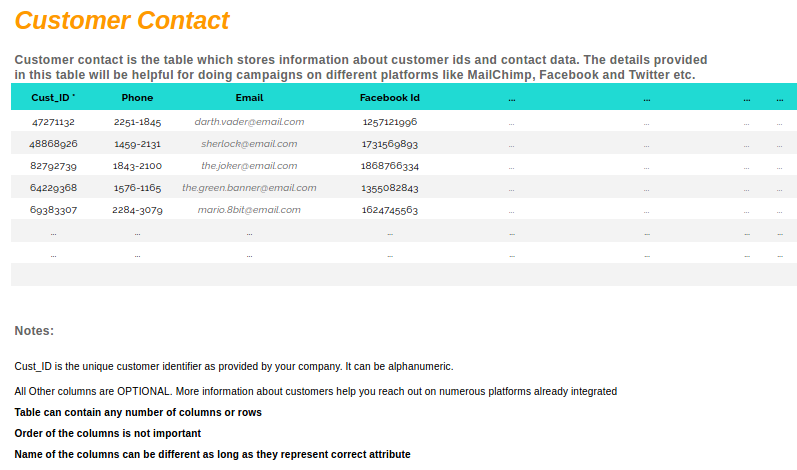 Customer Contact
Customer contact is the table which stores information about customer ids and contact data. The details provided
in this table will be helpful for doing campaigns on different platforms like MailChimp, Facebook and Twitter etc.
Cust_ID * Phone Email Facebook Id ... ... ... ...
47271132 2251-1845 darth.vader@email.com 1257121996 ... ... ... ...
48868926 1459-2131 sherlock@email.com 1731569893 ... ... ... ...
82792739 1843-2100 the.joker@email.com 1868766334 ... ... ... ...
64229368 1576-1165 the.green.banner@email.com 1355082843 ... ... ... ...
69383307 2284-3079 mario.8bit@email.com 1624745563 ... ... ... ...
... ... ... ... ... ... ... ...
... ... ... ... ... ... ... ...
Notes:
Cust_ID is the unique customer identifier as provided by your company. It can be alphanumeric.
All Other columns are OPTIONAL. More information about customers help you reach out on numerous platforms already integrated
Table can contain any number of columns or rows
Order of the columns is not important
Name of the columns can be different as long as they represent correct attribute